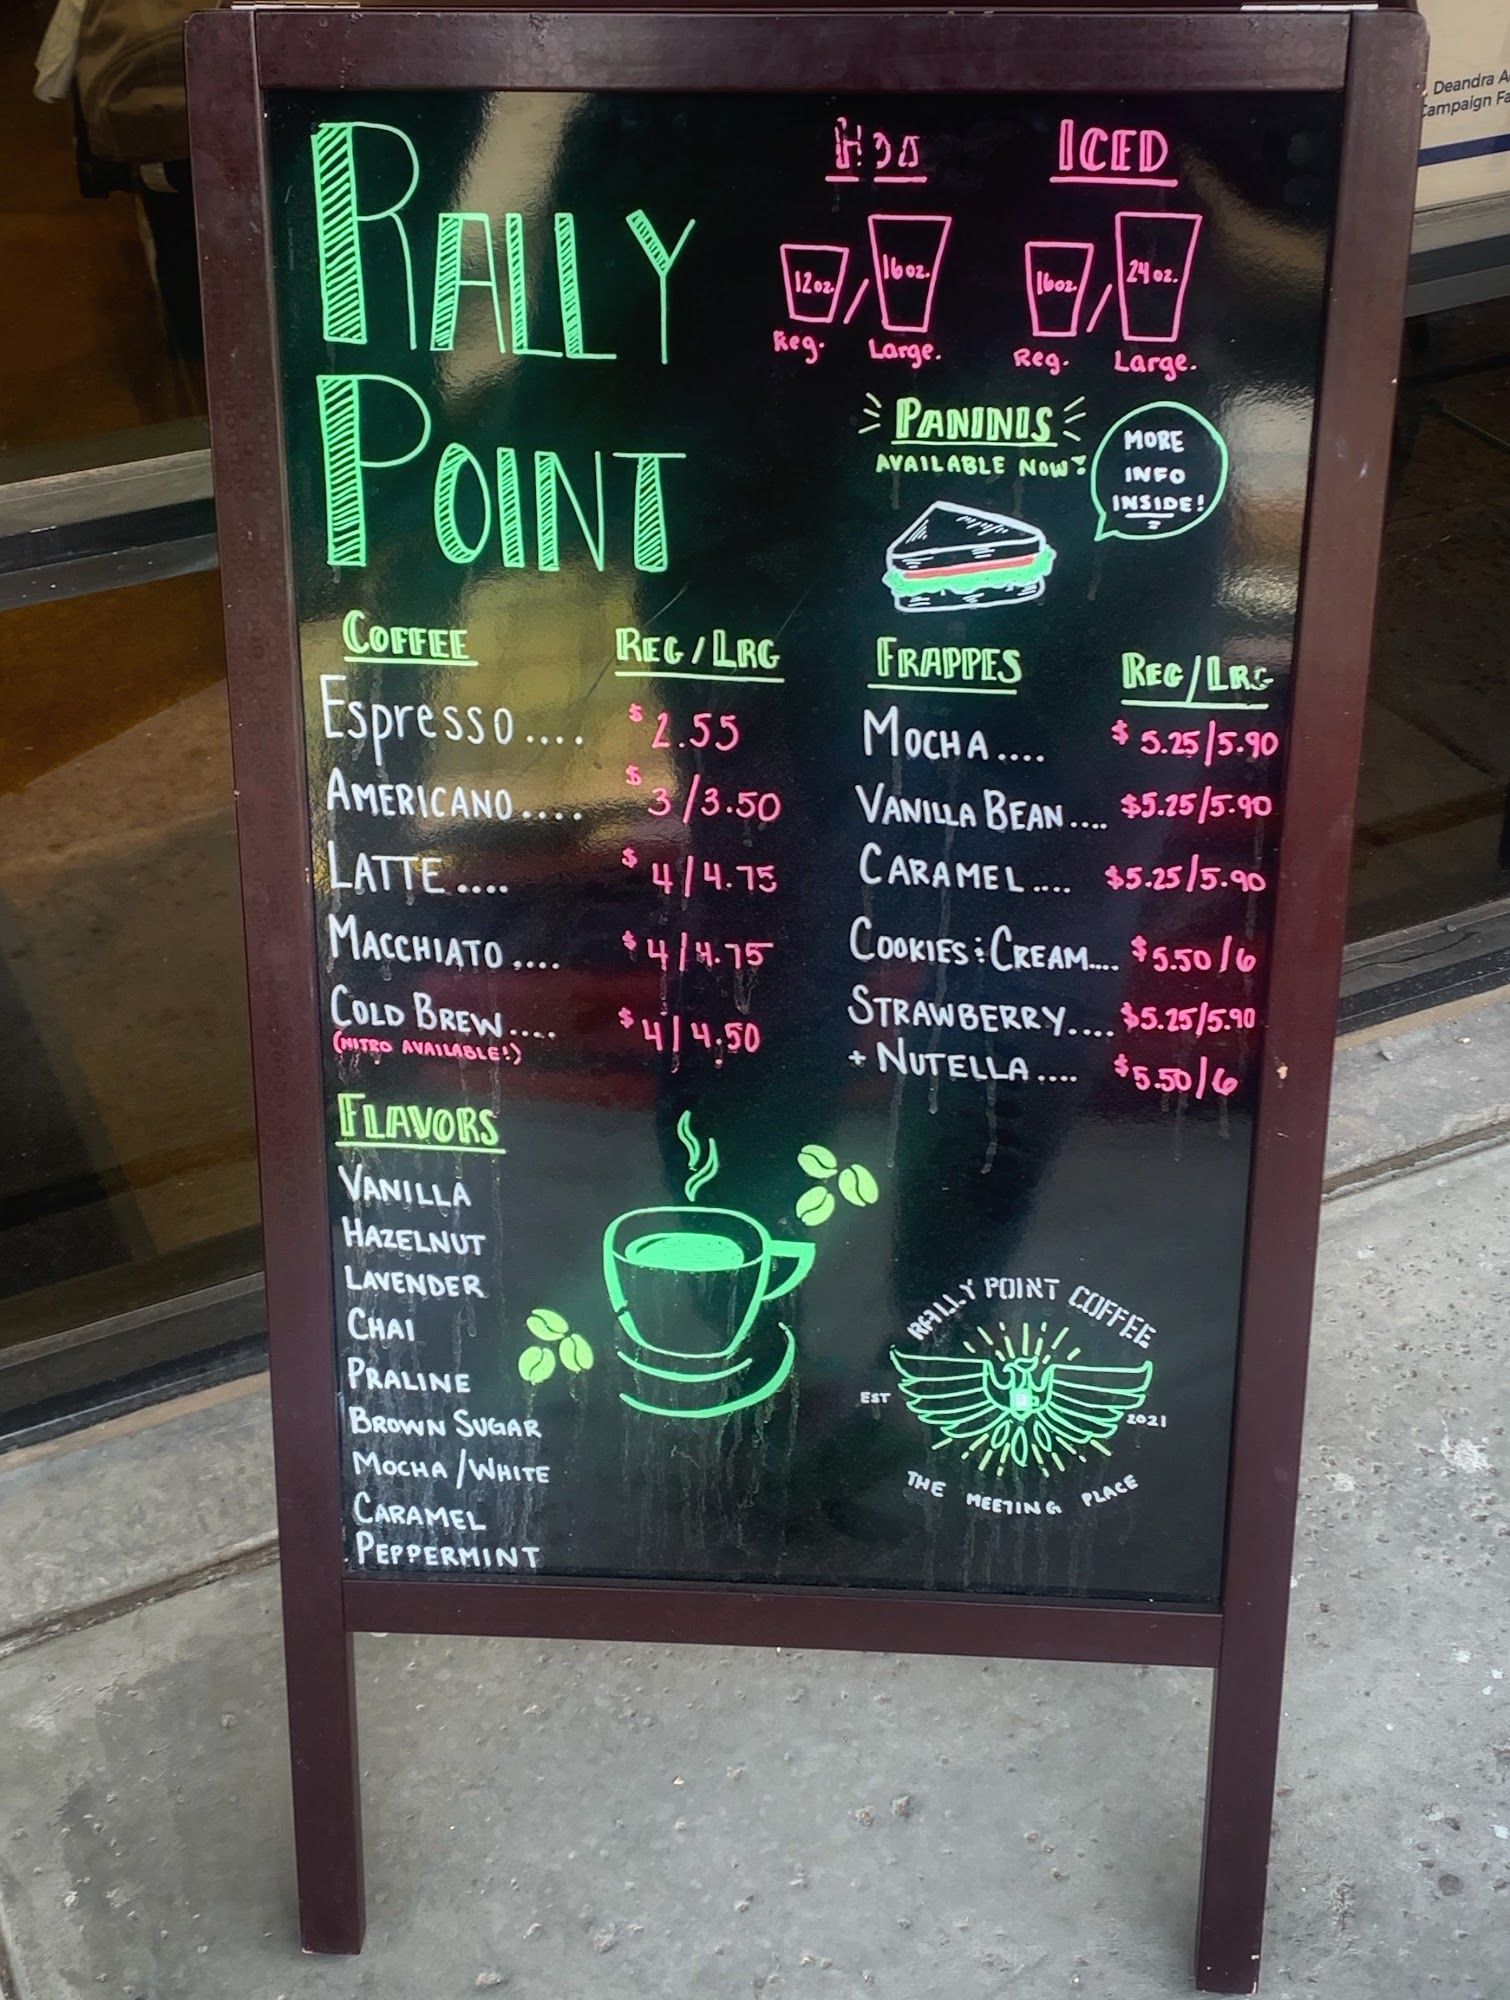 RALLY
POINT
HOT
ICED
12oz. / 16oz.
Reg. Large.
16oz. / 24oz.
Reg. Large.
PANINIS
AVAILABLE NOW!
MORE
INFO
INSIDE!
COFFEE REG/LRG
Espresso.... $2.55
AMERICANO.... $3/3.50
LATTE.... $4/4.75
MACCHIATO.... $4/4.75
COLD BREW.... $4/4.50
(NITRO AVAILABLE!)
FRAPPES REG/LRG
MOCHA.... $5.25/5.90
VANILLA BEAN.... $5.25/5.90
CARAMEL.... $5.25/5.90
COOKIES & CREAM.... $5.50/6
STRAWBERRY.... $5.25/5.90
+ NUTELLA.... $5.50/6
FLAVORS
VANILLA
HAZELNUT
LAVENDER
CHAI
PRALINE
BROWN SUGAR
MOCHA/WHITE
CARAMEL
PEPPERMINT
RALLY POINT COFFEE
EST 2021
THE MEETING PLACE
Deandra
Campaign